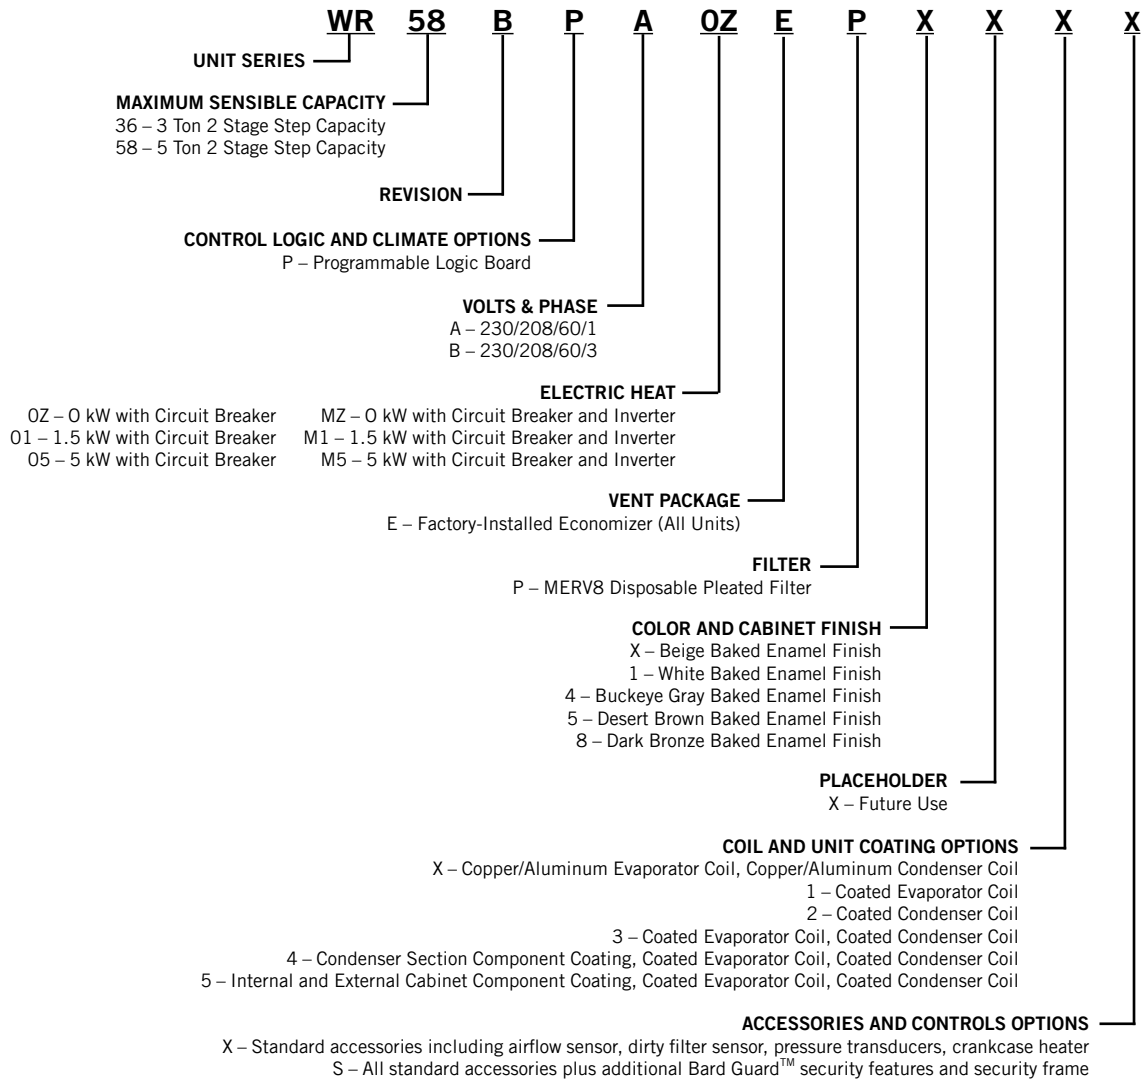 WR 58 B P A 0Z E P X X X X
UNIT SERIES
MAXIMUM SENSIBLE CAPACITY
36 – 3 Ton 2 Stage Step Capacity
58 – 5 Ton 2 Stage Step Capacity
REVISION
CONTROL LOGIC AND CLIMATE OPTIONS
P – Programmable Logic Board
VOLTS & PHASE
A – 230/208/60/1
B – 230/208/60/3
ELECTRIC HEAT
0Z – O kW with Circuit Breaker MZ – O kW with Circuit Breaker and Inverter
01 – 1.5 kW with Circuit Breaker M1 – 1.5 kW with Circuit Breaker and Inverter
05 – 5 kW with Circuit Breaker M5 – 5 kW with Circuit Breaker and Inverter
VENT PACKAGE
E – Factory-Installed Economizer (All Units)
FILTER
P – MERV8 Disposable Pleated Filter
COLOR AND CABINET FINISH
X – Beige Baked Enamel Finish
1 – White Baked Enamel Finish
4 – Buckeye Gray Baked Enamel Finish
5 – Desert Brown Baked Enamel Finish
8 – Dark Bronze Baked Enamel Finish
PLACEHOLDER
X – Future Use
COIL AND UNIT COATING OPTIONS
X – Copper/Aluminum Evaporator Coil, Copper/Aluminum Condenser Coil
1 – Coated Evaporator Coil
2 – Coated Condenser Coil
3 – Coated Evaporator Coil, Coated Condenser Coil
4 – Condenser Section Component Coating, Coated Evaporator Coil, Coated Condenser Coil
5 – Internal and External Cabinet Component Coating, Coated Evaporator Coil, Coated Condenser Coil
ACCESSORIES AND CONTROLS OPTIONS
X – Standard accessories including airflow sensor, dirty filter sensor, pressure transducers, crankcase heater
S – All standard accessories plus additional Bard Guard™ security features and security frame